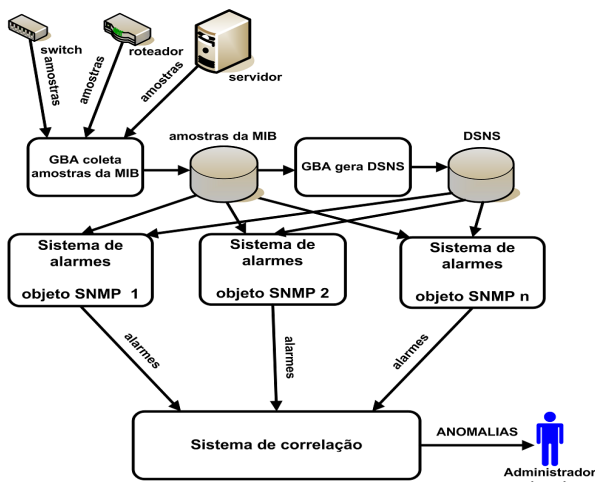 switch
roteador
servidor
amostras
amostras
amostras
amostras da MIB
DSNS
GBA coleta
amostras da MIB
GBA gera DSNS
Sistema de
alarmes
objeto SNMP 1
Sistema de
alarmes
objeto SNMP 2
Sistema de
alarmes
objeto SNMP n
alarmes
alarmes
alarmes
Sistema de correlação
ANOMALIAS
Administrador